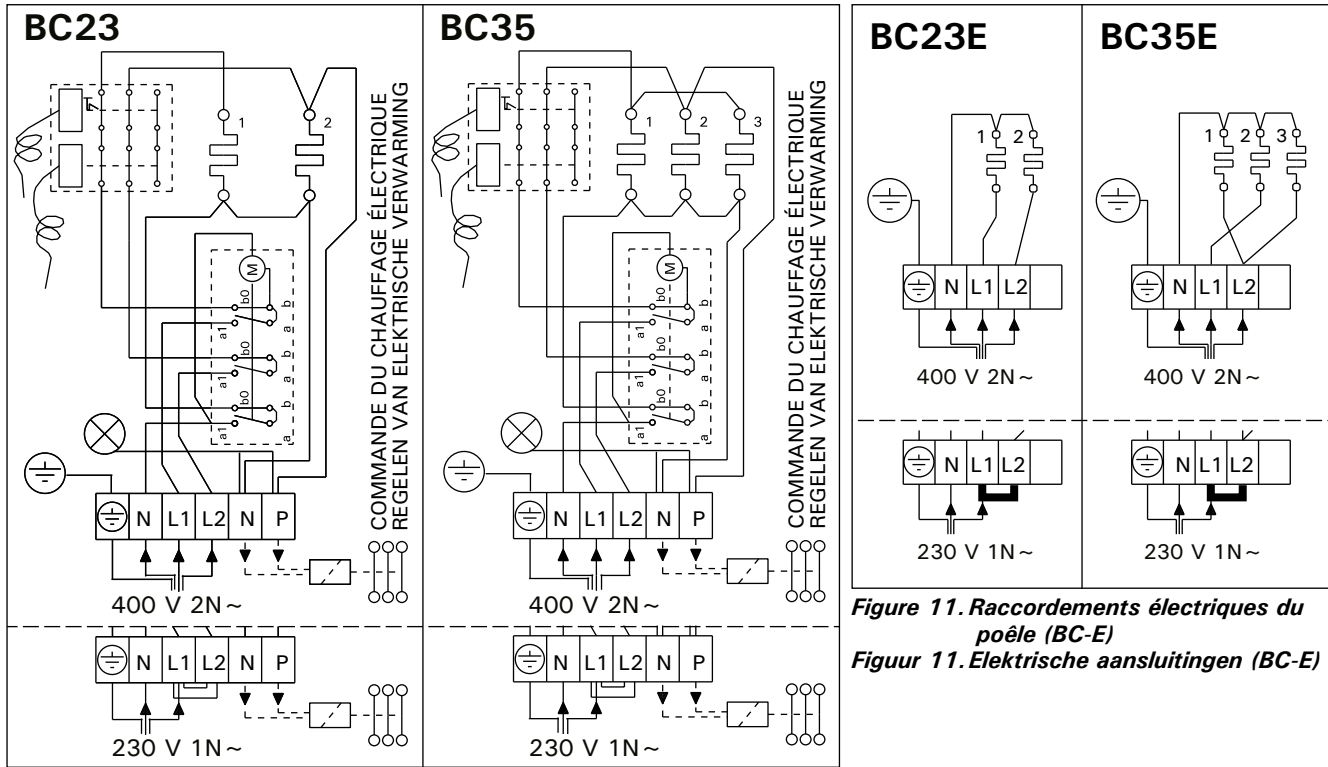 BC23
1
2
M
b0
b
a1
a
b0
b
a1
a
b0
b
a1
a
N L1 L2 N P
400 V 2N~
COMMANDE DU CHAUFFAGE ÉLECTRIQUE
REGELEN VAN ELEKTRISCHE VERWARMING
N L1 L2 N P
230 V 1N~
BC35
1
2
3
M
b0
b
a1
a
b0
b
a1
a
b0
b
a1
a
N L1 L2 N P
400 V 2N~
COMMANDE DU CHAUFFAGE ÉLECTRIQUE
REGELEN VAN ELEKTRISCHE VERWARMING
N L1 L2 N P
230 V 1N~
BC23E
1 2
N L1 L2
400 V 2N~
N L1 L2
230 V 1N~
BC35E
1 2 3
N L1 L2
400 V 2N~
N L1 L2
230 V 1N~
Figure 11. Raccordements électriques du
poêle (BC-E)
Figuur 11. Elektrische aansluitingen (BC-E)